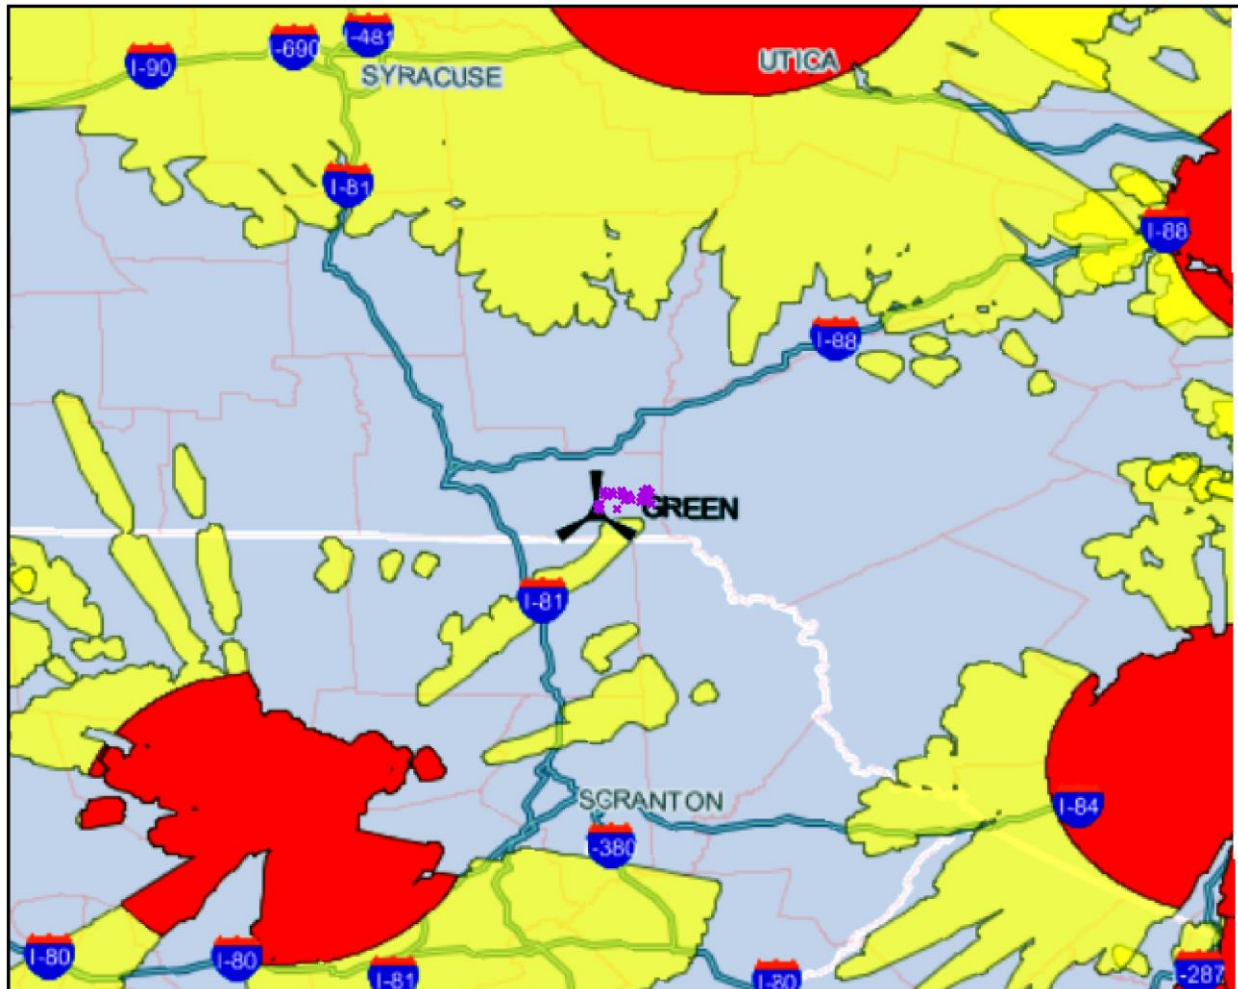 I-481
I-690
I-90
UTICA
SYRACUSE
I-81
I-88
I-88
GREEN
I-81
SCRANTON
I-84
I-380
I-80
I-80
I-81
I-80
-287